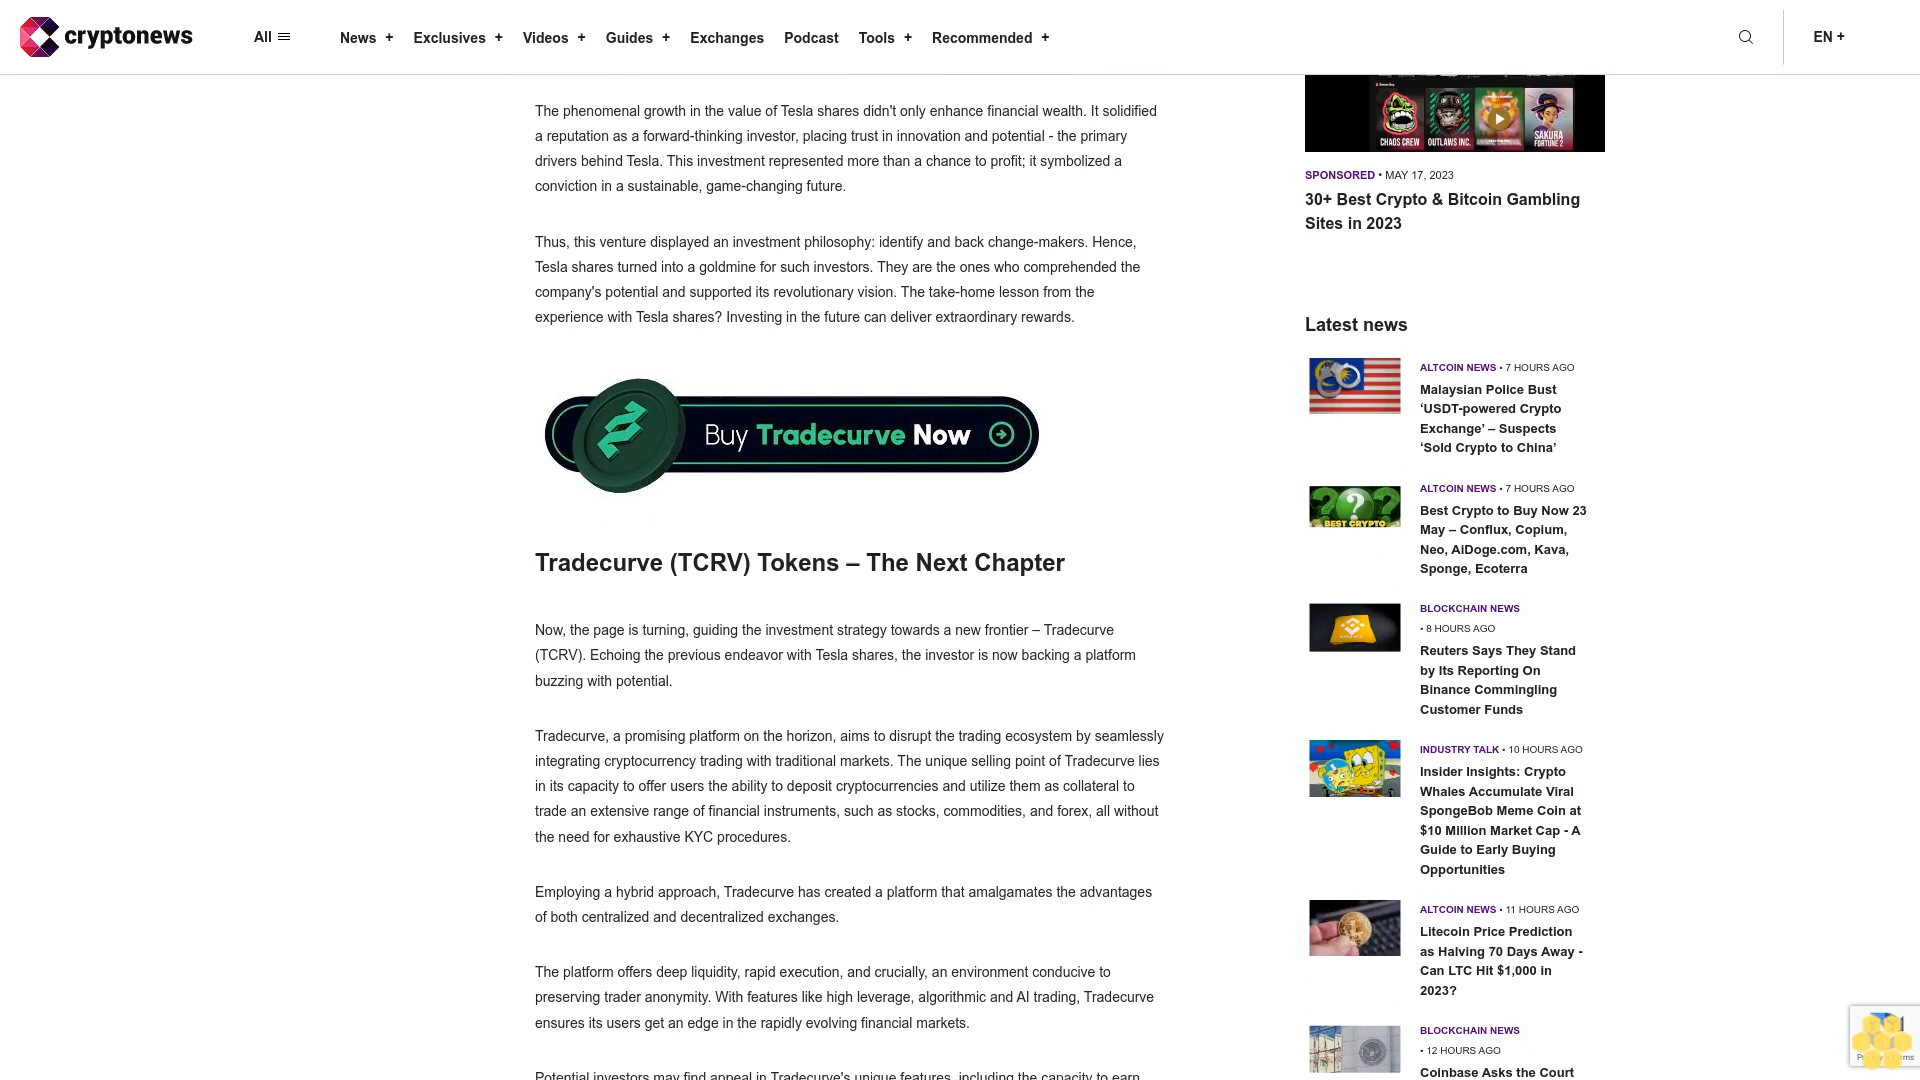 cryptonews
All
News +
Exclusives +
Videos +
Guides +
Exchanges
Podcast
Tools +
Recommended +
EN +
The phenomenal growth in the value of Tesla shares didn't only enhance financial wealth. It solidified
a reputation as a forward-thinking investor, placing trust in innovation and potential - the primary
drivers behind Tesla. This investment represented more than a chance to profit; it symbolized a
conviction in a sustainable, game-changing future.
Thus, this venture displayed an investment philosophy: identify and back change-makers. Hence,
Tesla shares turned into a goldmine for such investors. They are the ones who comprehended the
company's potential and supported its revolutionary vision. The take-home lesson from the
experience with Tesla shares? Investing in the future can deliver extraordinary rewards.
Buy Tradecurve Now
Tradecurve (TCRV) Tokens – The Next Chapter
Now, the page is turning, guiding the investment strategy towards a new frontier – Tradecurve
(TCRV). Echoing the previous endeavor with Tesla shares, the investor is now backing a platform
buzzing with potential.
Tradecurve, a promising platform on the horizon, aims to disrupt the trading ecosystem by seamlessly
integrating cryptocurrency trading with traditional markets. The unique selling point of Tradecurve lies
in its capacity to offer users the ability to deposit cryptocurrencies and utilize them as collateral to
trade an extensive range of financial instruments, such as stocks, commodities, and forex, all without
the need for exhaustive KYC procedures.
Employing a hybrid approach, Tradecurve has created a platform that amalgamates the advantages
of both centralized and decentralized exchanges.
The platform offers deep liquidity, rapid execution, and crucially, an environment conducive to
preserving trader anonymity. With features like high leverage, algorithmic and AI trading, Tradecurve
ensures its users get an edge in the rapidly evolving financial markets.
Potential investors may find appeal in Tradecurve's unique features, including the capacity to earn
CHAOS CREW
OUTLAWS INC.
SAKURA
FORTUNE 2
SPONSORED • MAY 17, 2023
30+ Best Crypto & Bitcoin Gambling
Sites in 2023
Latest news
ALTCOIN NEWS • 7 HOURS AGO
Malaysian Police Bust
‘USDT-powered Crypto
Exchange’ – Suspects
‘Sold Crypto to China’
BEST CRYPTO
ALTCOIN NEWS • 7 HOURS AGO
Best Crypto to Buy Now 23
May – Conflux, Copium,
Neo, AiDoge.com, Kava,
Sponge, Ecoterra
BLOCKCHAIN NEWS
• 8 HOURS AGO
Reuters Says They Stand
by Its Reporting On
Binance Commingling
Customer Funds
INDUSTRY TALK • 10 HOURS AGO
Insider Insights: Crypto
Whales Accumulate Viral
SpongeBob Meme Coin at
$10 Million Market Cap - A
Guide to Early Buying
Opportunities
ALTCOIN NEWS • 11 HOURS AGO
Litecoin Price Prediction
as Halving 70 Days Away -
Can LTC Hit $1,000 in
2023?
BLOCKCHAIN NEWS
• 12 HOURS AGO
Coinbase Asks the Court